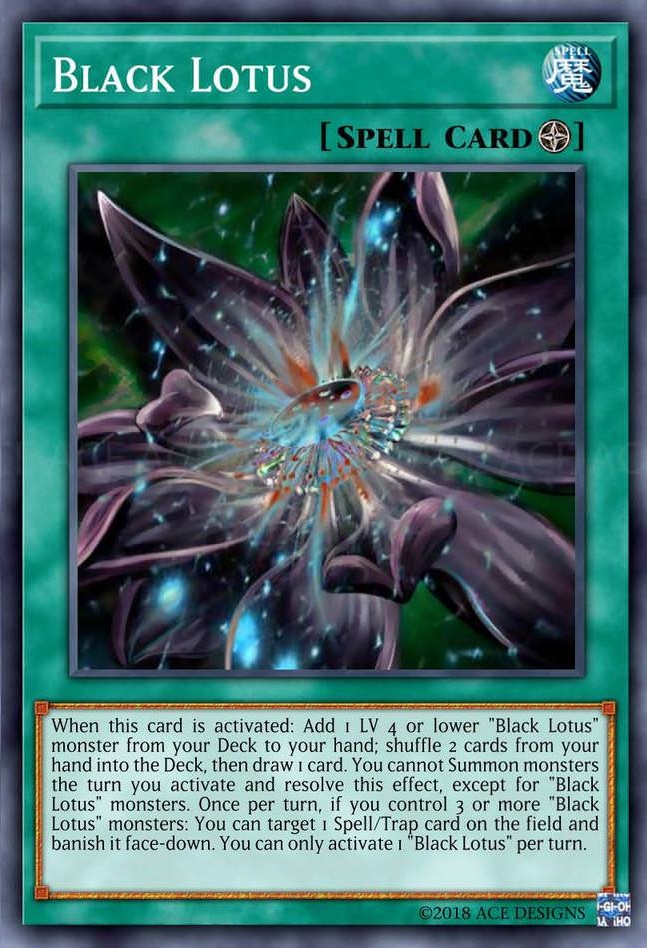 Black Lotus
SPELL
魔
[Spell Card]
When this card is activated: Add 1 LV 4 or lower "Black Lotus"
monster from your Deck to your hand; shuffle 2 cards from your
hand into the Deck, then draw 1 card. You cannot Summon monsters
the turn you activate and resolve this effect, except for "Black
Lotus" monsters. Once per turn, if you control 3 or more "Black
Lotus" monsters: You can target 1 Spell/Trap card on the field and
banish it face-down. You can only activate 1 "Black Lotus" per turn.
©2018 ACE DESIGNS